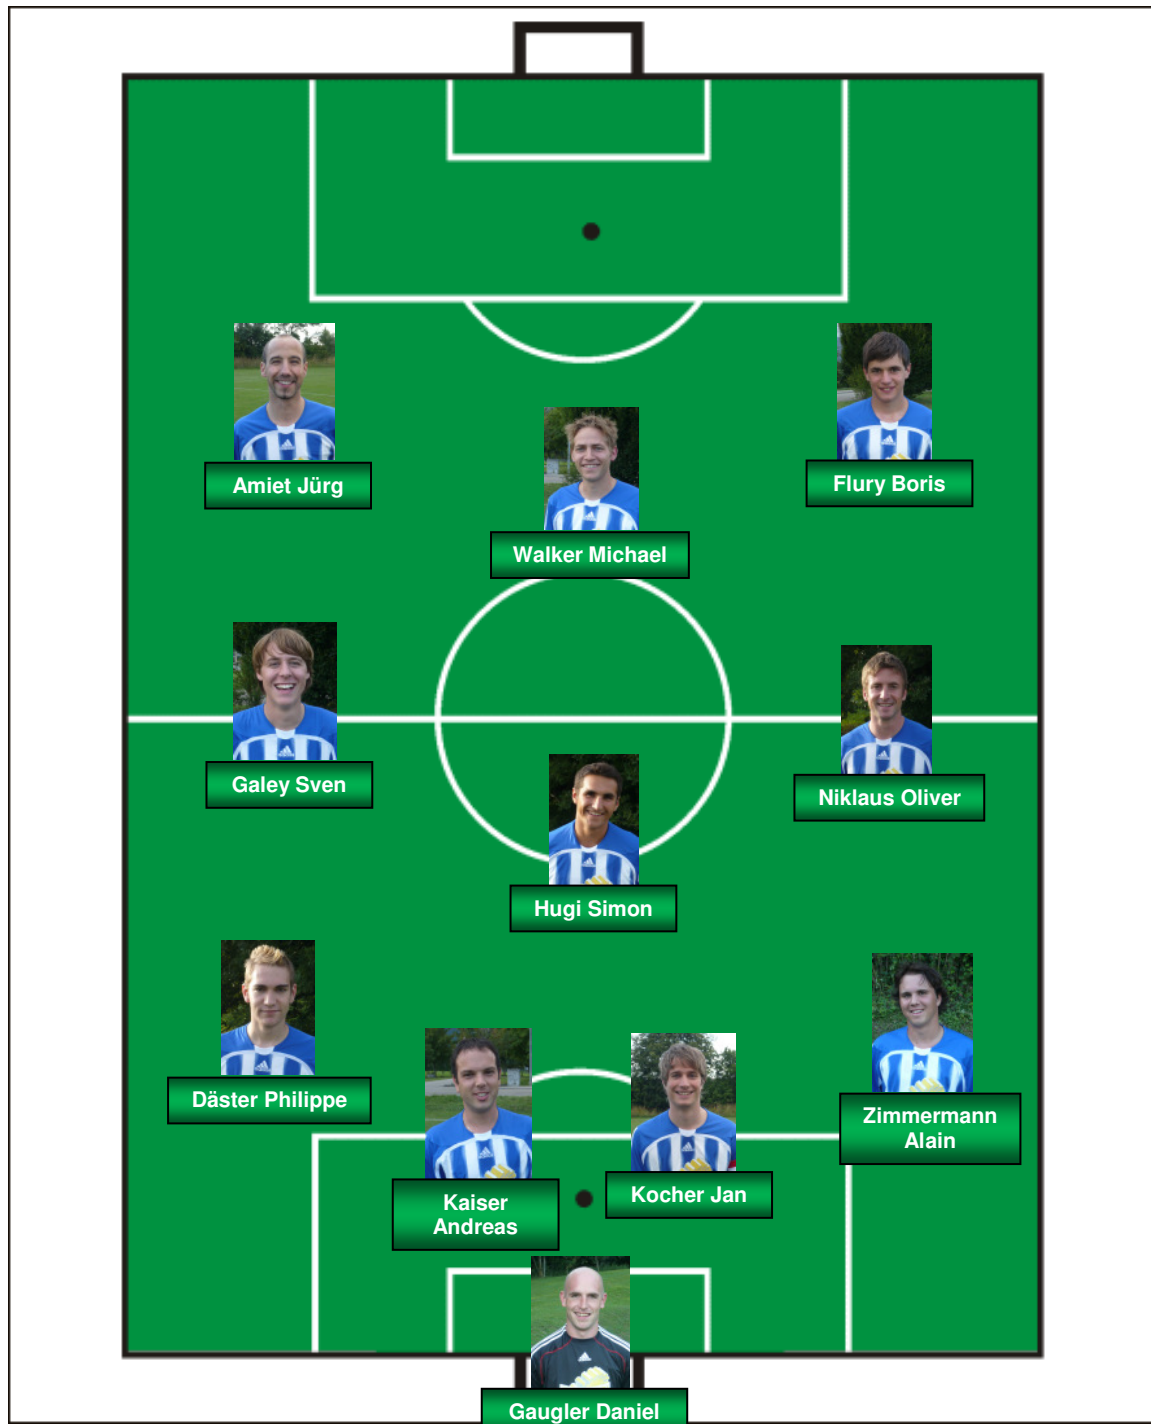 Amiet Jürg
Flury Boris
Walker Michael
Galey Sven
Niklaus Oliver
Hugi Simon
Däster Philippe
Zimmermann
Alain
Kaiser
Andreas
Kocher Jan
Gaugler Daniel